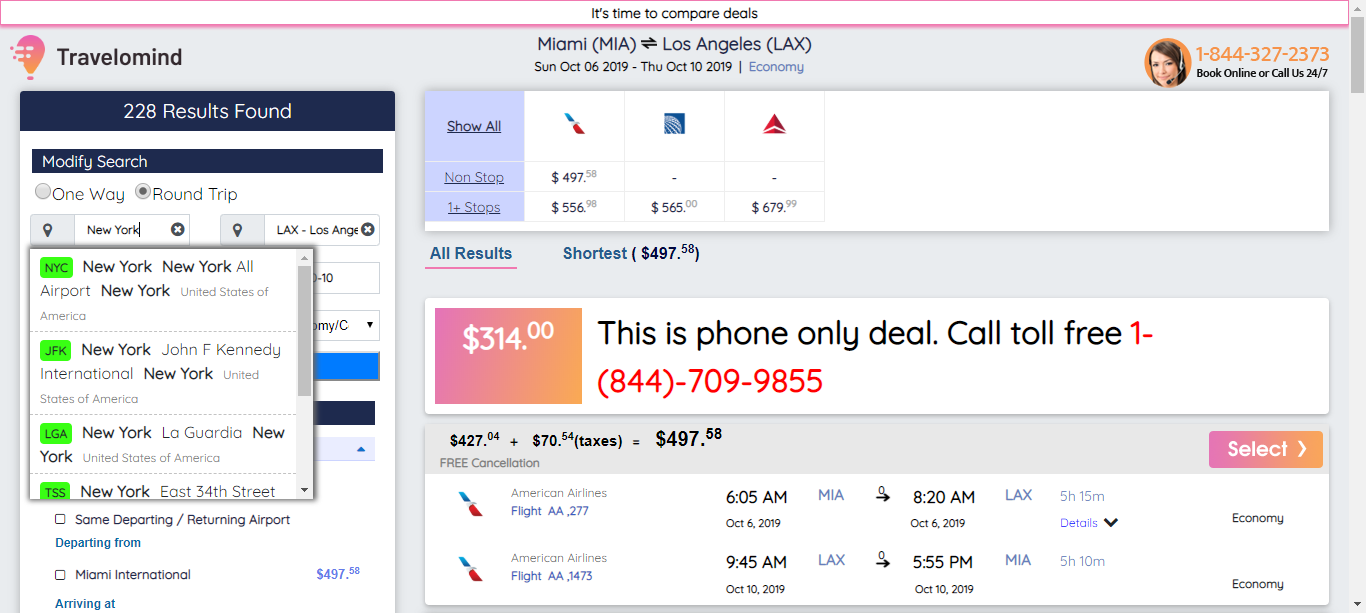 It's time to compare deals
Travelomind
Miami (MIA) ⇌ Los Angeles (LAX)
Sun Oct 06 2019 - Thu Oct 10 2019 | Economy
1-844-327-2373
Book Online or Call Us 24/7
228 Results Found
Modify Search
One Way Round Trip
New York LAX - Los Ange
NYC New York New York All
Airport New York United States of
America
0-10
JFK New York John F Kennedy
International New York United
States of America
omy/C
LGA New York La Guardia New
York United States of America
TSS New York East 34th Street
Same Departing / Returning Airport
Departing from
Miami International $497.58
Arriving at
Show All
Non Stop $ 497.58 - -
1+ Stops $ 556.98 $ 565.00 $ 679.99
All Results Shortest ( $497.58)
$314.00
This is phone only deal. Call toll free 1-
(844)-709-9855
$427.04 + $70.54(taxes) = $497.58
FREE Cancellation
Select ❯
American Airlines
Flight AA ,277
6:05 AM MIA 0 8:20 AM LAX 5h 15m
Oct 6, 2019 Oct 6, 2019 Details
Economy
American Airlines
Flight AA ,1473
9:45 AM LAX 0 5:55 PM MIA 5h 10m
Oct 10, 2019 Oct 10, 2019
Economy